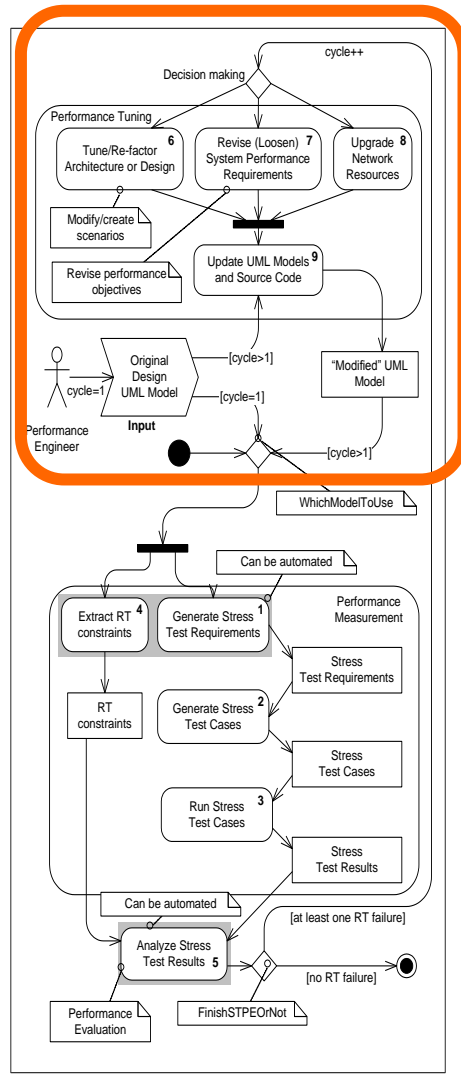 cycle++
Decision making
Performance Tuning
6
Tune/Re-factor
Architecture or Design
7
Revise (Loosen)
System Performance
Requirements
8
Upgrade
Network
Resources
Modify/create
scenarios
Revise performance
objectives
9
Update UML Models
and Source Code
Original
Design
UML Model
[cycle>1]
[cycle=1]
"Modified" UML
Model
cycle=1
Input
Performance
Engineer
[cycle>1]
WhichModelToUse
Can be automated
Performance
Measurement
4
Extract RT
constraints
1
Generate Stress
Test Requirements
Stress
Test Requirements
RT
constraints
2
Generate Stress
Test Cases
Stress
Test Cases
3
Run Stress
Test Cases
Stress
Test Results
Can be automated
[at least one RT failure]
Analyze Stress
Test Results 5
[no RT failure]
Performance
Evaluation
FinishSTPEOrNot